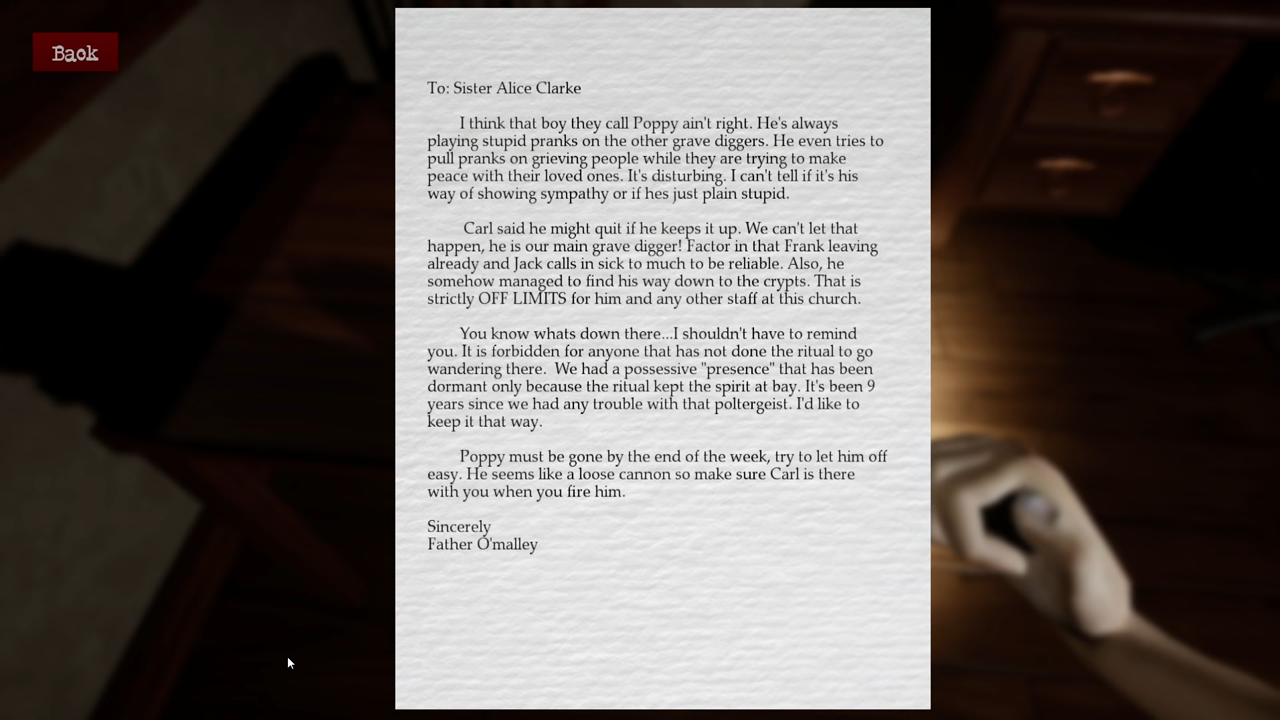 Back
To: Sister Alice Clarke
I think that boy they call Poppy ain't right. He's always
playing stupid pranks on the other grave diggers. He even tries to
pull pranks on grieving people while they are trying to make
peace with their loved ones. It's disturbing. I can't tell if it's his
way of showing sympathy or if hes just plain stupid.
Carl said he might quit if he keeps it up. We can't let that
happen, he is our main grave digger! Factor in that Frank leaving
already and Jack calls in sick to much to be reliable. Also, he
somehow managed to find his way down to the crypts. That is
strictly OFF LIMITS for him and any other staff at this church.
You know whats down there...I shouldn't have to remind
you. It is forbidden for anyone that has not done the ritual to go
wandering there.  We had a possessive "presence" that has been
dormant only because the ritual kept the spirit at bay. It's been 9
years since we had any trouble with that poltergeist. I'd like to
keep it that way.
Poppy must be gone by the end of the week, try to let him off
easy. He seems like a loose cannon so make sure Carl is there
with you when you fire him.
Sincerely
Father O'malley